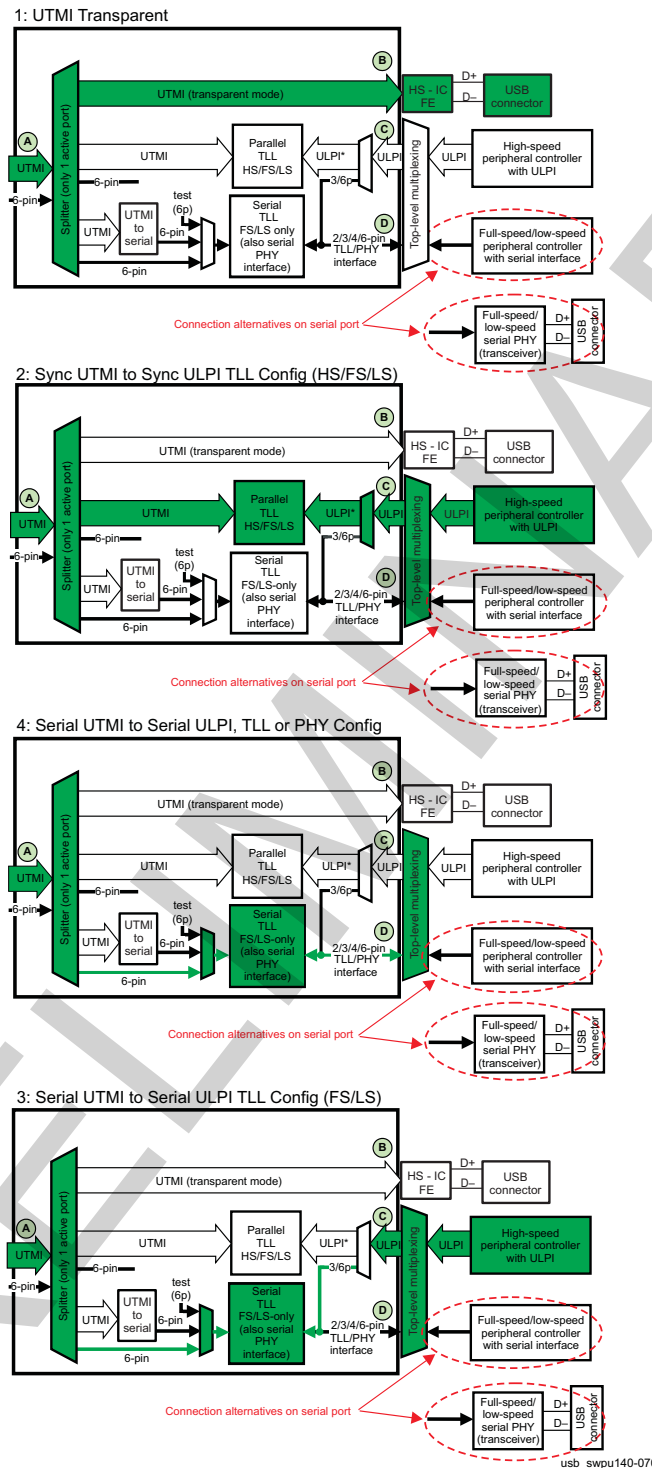 1: UTMI Transparent
B
UTMI (transparent mode)
HS - IC
FE
D+
D–
USB
connector
A
UTMI
6-pin
Splitter (only 1 active port)
UTMI
6-pin
Parallel
TLL
HS/FS/LS
ULPI*
3/6p
C
ULPI
Top-level multiplexing
ULPI
High-speed
peripheral controller
with ULPI
UTMI
UTMI
to
serial
6-pin
test
(6p)
6-pin
Serial
TLL
FS/LS only
(also serial
PHY
interface)
D
2/3/4/6-pin
TLL/PHY
interface
Full-speed/low-speed
peripheral controller
with serial interface
Connection alternatives on serial port
Full-speed/
low-speed
serial PHY
(transceiver)
D+
D–
USB
connector
2: Sync UTMI to Sync ULPI TLL Config (HS/FS/LS)
B
UTMI (transparent mode)
HS - IC
FE
D+
D–
USB
connector
A
UTMI
6-pin
Splitter (only 1 active port)
UTMI
6-pin
Parallel
TLL
HS/FS/LS
ULPI*
3/6p
C
ULPI
Top-level multiplexing
ULPI
High-speed
peripheral controller
with ULPI
UTMI
UTMI
to
serial
6-pin
test
(6p)
6-pin
Serial
TLL
FS/LS-only
(also serial
PHY
interface)
D
2/3/4/6-pin
TLL/PHY
interface
Full-speed/low-speed
peripheral controller
with serial interface
Connection alternatives on serial port
Full-speed/
low-speed
serial PHY
(transceiver)
D+
D–
USB
connector
4: Serial UTMI to Serial ULPI, TLL or PHY Config
B
UTMI (transparent mode)
HS - IC
FE
D+
D–
USB
connector
A
UTMI
6-pin
Splitter (only 1 active port)
UTMI
6-pin
Parallel
TLL
HS/FS/LS
ULPI*
3/6p
C
ULPI
Top-level multiplexing
ULPI
High-speed
peripheral controller
with ULPI
UTMI
UTMI
to
serial
6-pin
test
(6p)
6-pin
Serial
TLL
FS/LS-only
(also serial
PHY
interface)
D
2/3/4/6-pin
TLL/PHY
interface
Full-speed/low-speed
peripheral controller
with serial interface
Connection alternatives on serial port
Full-speed/
low-speed
serial PHY
(transceiver)
D+
D–
USB
connector
3: Serial UTMI to Serial ULPI TLL Config (FS/LS)
B
UTMI (transparent mode)
HS - IC
FE
D+
D–
USB
connector
A
UTMI
6-pin
Splitter (only 1 active port)
UTMI
6-pin
Parallel
TLL
HS/FS/LS
ULPI*
3/6p
C
ULPI
Top-level multiplexing
ULPI
High-speed
peripheral controller
with ULPI
UTMI
UTMI
to
serial
6-pin
test
(6p)
6-pin
Serial
TLL
FS/LS-only
(also serial
PHY
interface)
D
2/3/4/6-pin
TLL/PHY
interface
Full-speed/low-speed
peripheral controller
with serial interface
Connection alternatives on serial port
Full-speed/
low-speed
serial PHY
(transceiver)
D+
D–
USB
connector